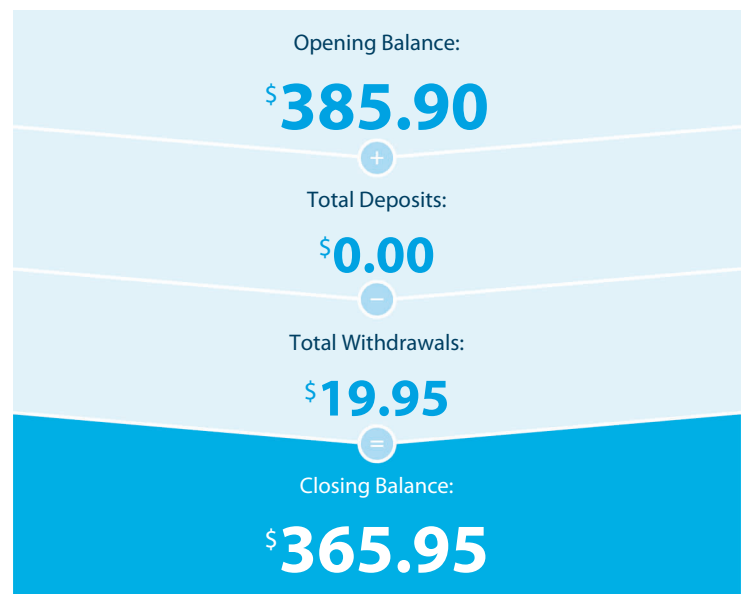 Opening Balance:
$385.90
+
Total Deposits:
$0.00
−
Total Withdrawals:
$19.95
=
Closing Balance:
$365.95